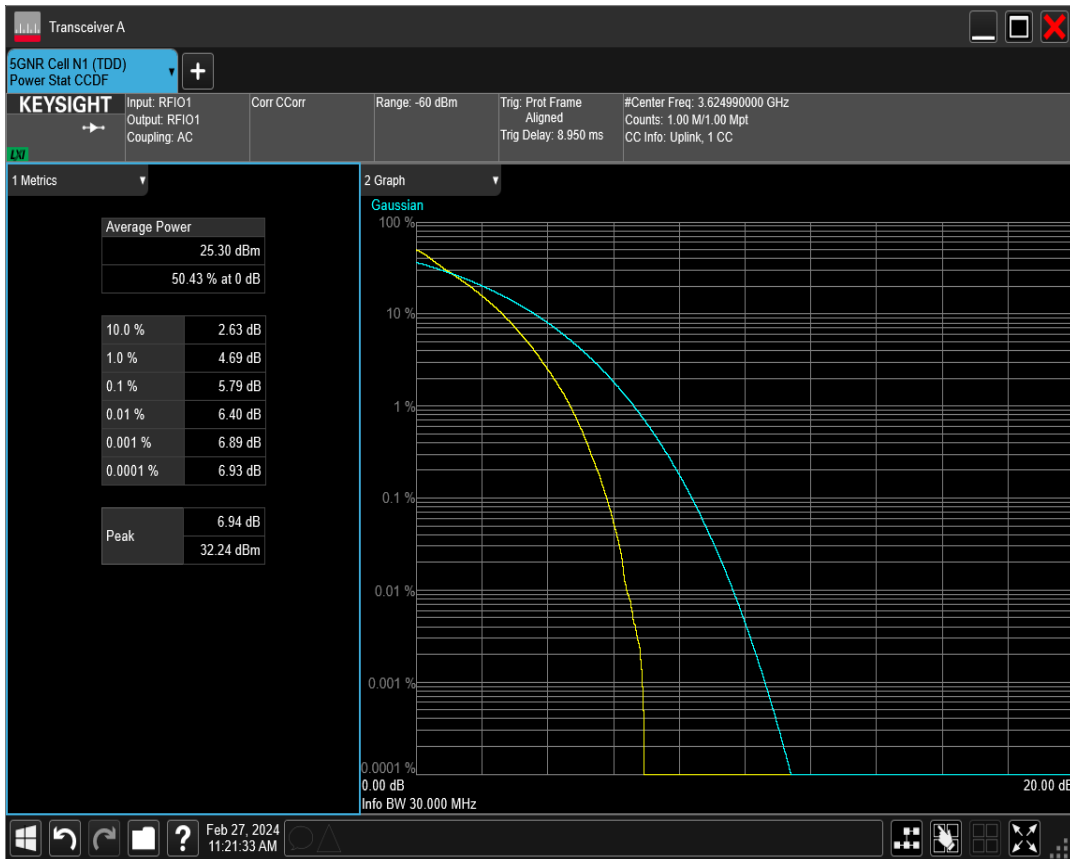 Transceiver A
5GNR Cell N1 (TDD)
Power Stat CCDF
+
KEYSIGHT
LXI
Input: RFIO1
Output: RFIO1
Coupling: AC
Corr CCorr
Range: -60 dBm
Trig: Prot Frame
Aligned
Trig Delay: 8.950 ms
#Center Freq: 3.624990000 GHz
Counts: 1.00 M/1.00 Mpt
CC Info: Uplink, 1 CC
1 Metrics
Average Power
25.30 dBm
50.43 % at 0 dB
10.0 % 2.63 dB
1.0 % 4.69 dB
0.1 % 5.79 dB
0.01 % 6.40 dB
0.001 % 6.89 dB
0.0001 % 6.93 dB
Peak
6.94 dB
32.24 dBm
2 Graph
Gaussian
100 %
10 %
1 %
0.1 %
0.01 %
0.001 %
0.0001 %
0.00 dB 20.00 dB
Info BW 30.000 MHz
?
Feb 27, 2024
11:21:33 AM